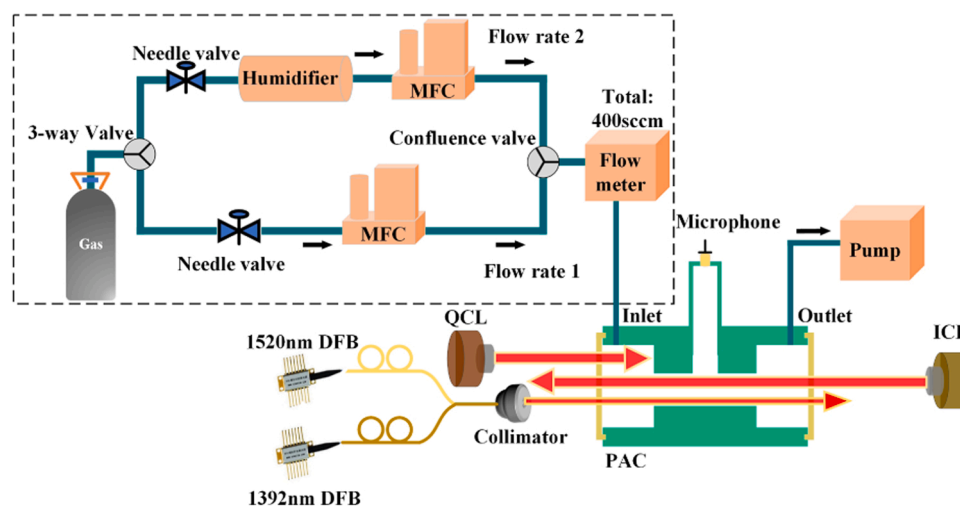 Needle valve
Flow rate 2
Humidifier
MFC
Total:
400sccm
3-way Valve
Confluence valve
Flow
meter
Gas
MFC
Microphone
Pump
Needle valve
Flow rate 1
QCL
Inlet
Outlet
1520nm DFB
Collimator
PAC
1392nm DFB